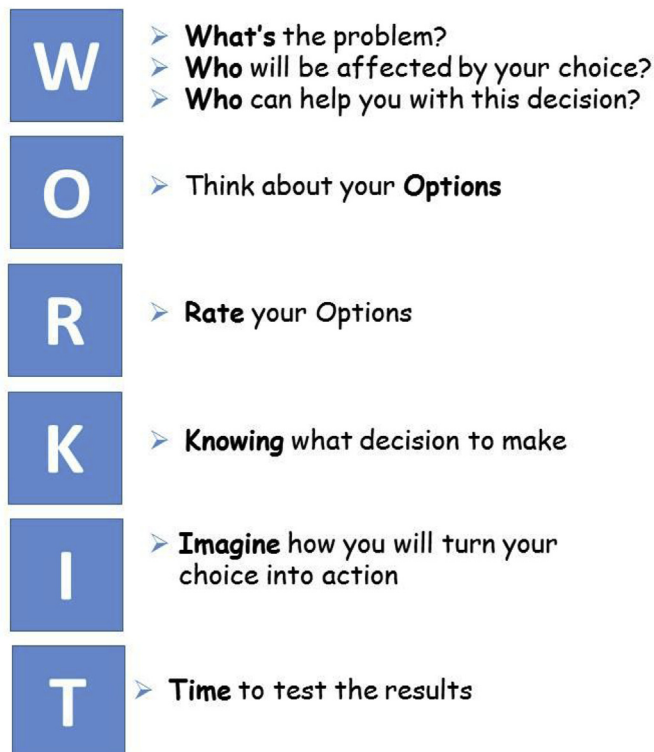 W
What's the problem?
Who will be affected by your choice?
Who can help you with this decision?
O
Think about your Options
R
Rate your Options
K
Knowing what decision to make
I
Imagine how you will turn your
choice into action
T
Time to test the results